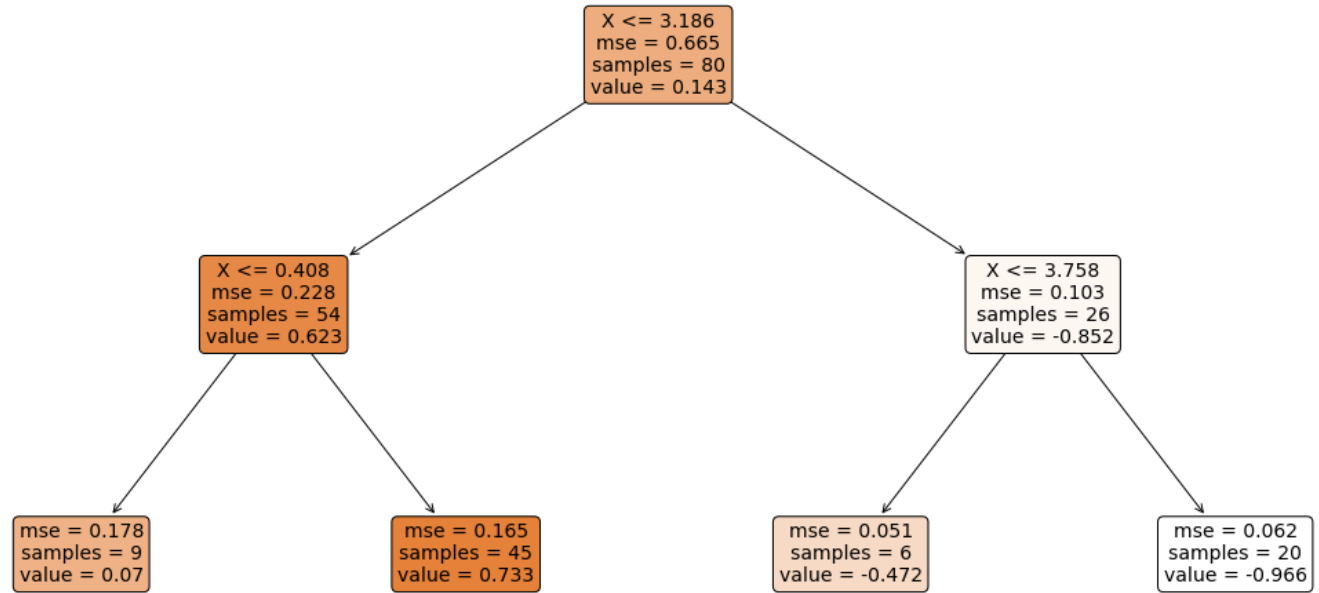 X <= 3.186
mse = 0.665
samples = 80
value = 0.143
X <= 0.408
mse = 0.228
samples = 54
value = 0.623
X <= 3.758
mse = 0.103
samples = 26
value = -0.852
mse = 0.178
samples = 9
value = 0.07
mse = 0.165
samples = 45
value = 0.733
mse = 0.051
samples = 6
value = -0.472
mse = 0.062
samples = 20
value = -0.966